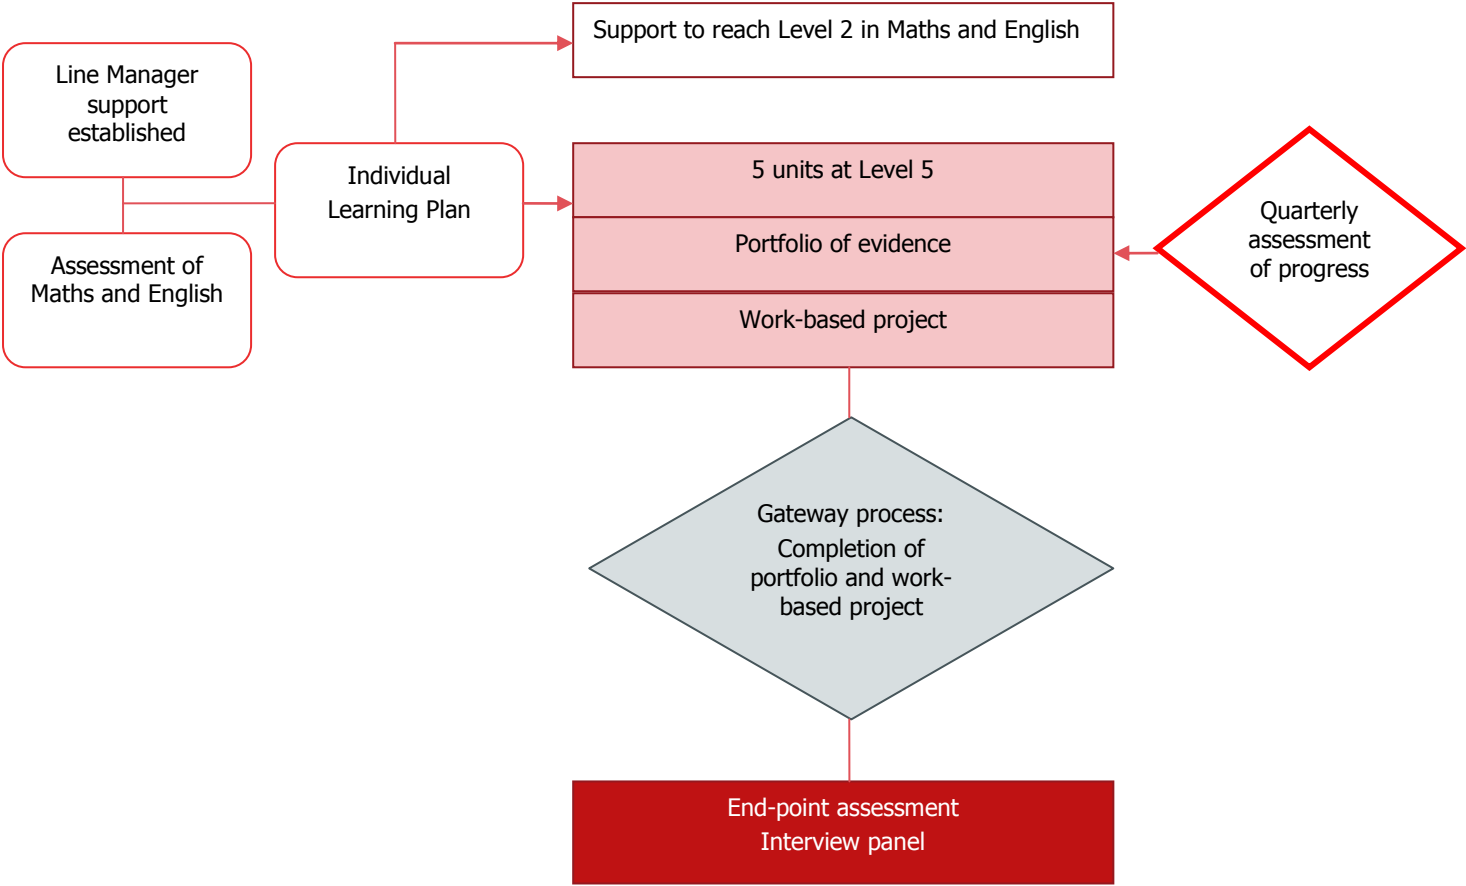 Support to reach Level 2 in Maths and English
Line Manager
support
established
Individual
Learning Plan
Assessment of
Maths and English
5 units at Level 5
Portfolio of evidence
Work-based project
Quarterly
assessment
of progress
Gateway process:
Completion of
portfolio and work-
based project
End-point assessment
Interview panel